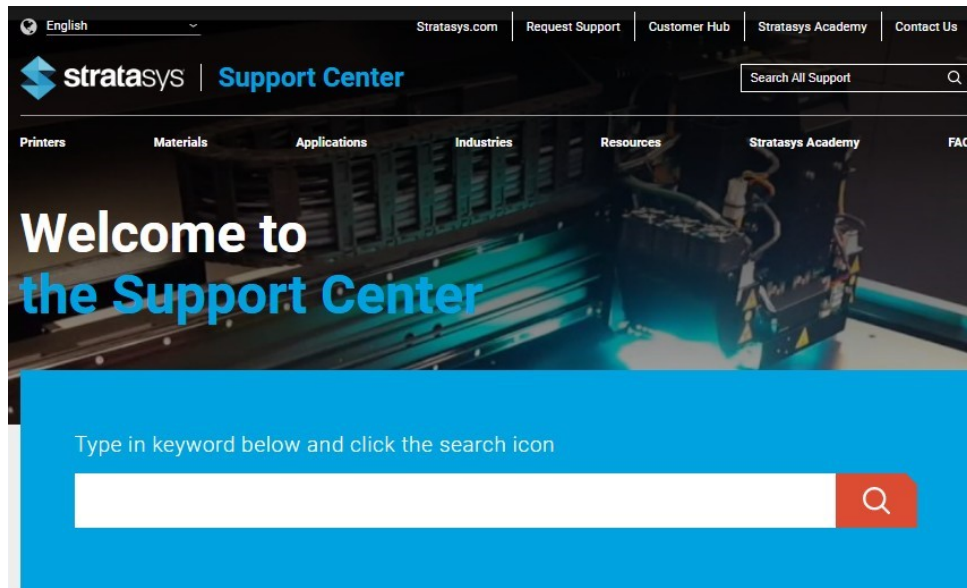 English
Stratasys.com
Request Support
Customer Hub
Stratasys Academy
Contact Us
stratasys
Support Center
Search All Support
Printers
Materials
Applications
Industries
Resources
Stratasys Academy
FAQ
Welcome to
the Support Center
Type in keyword below and click the search icon